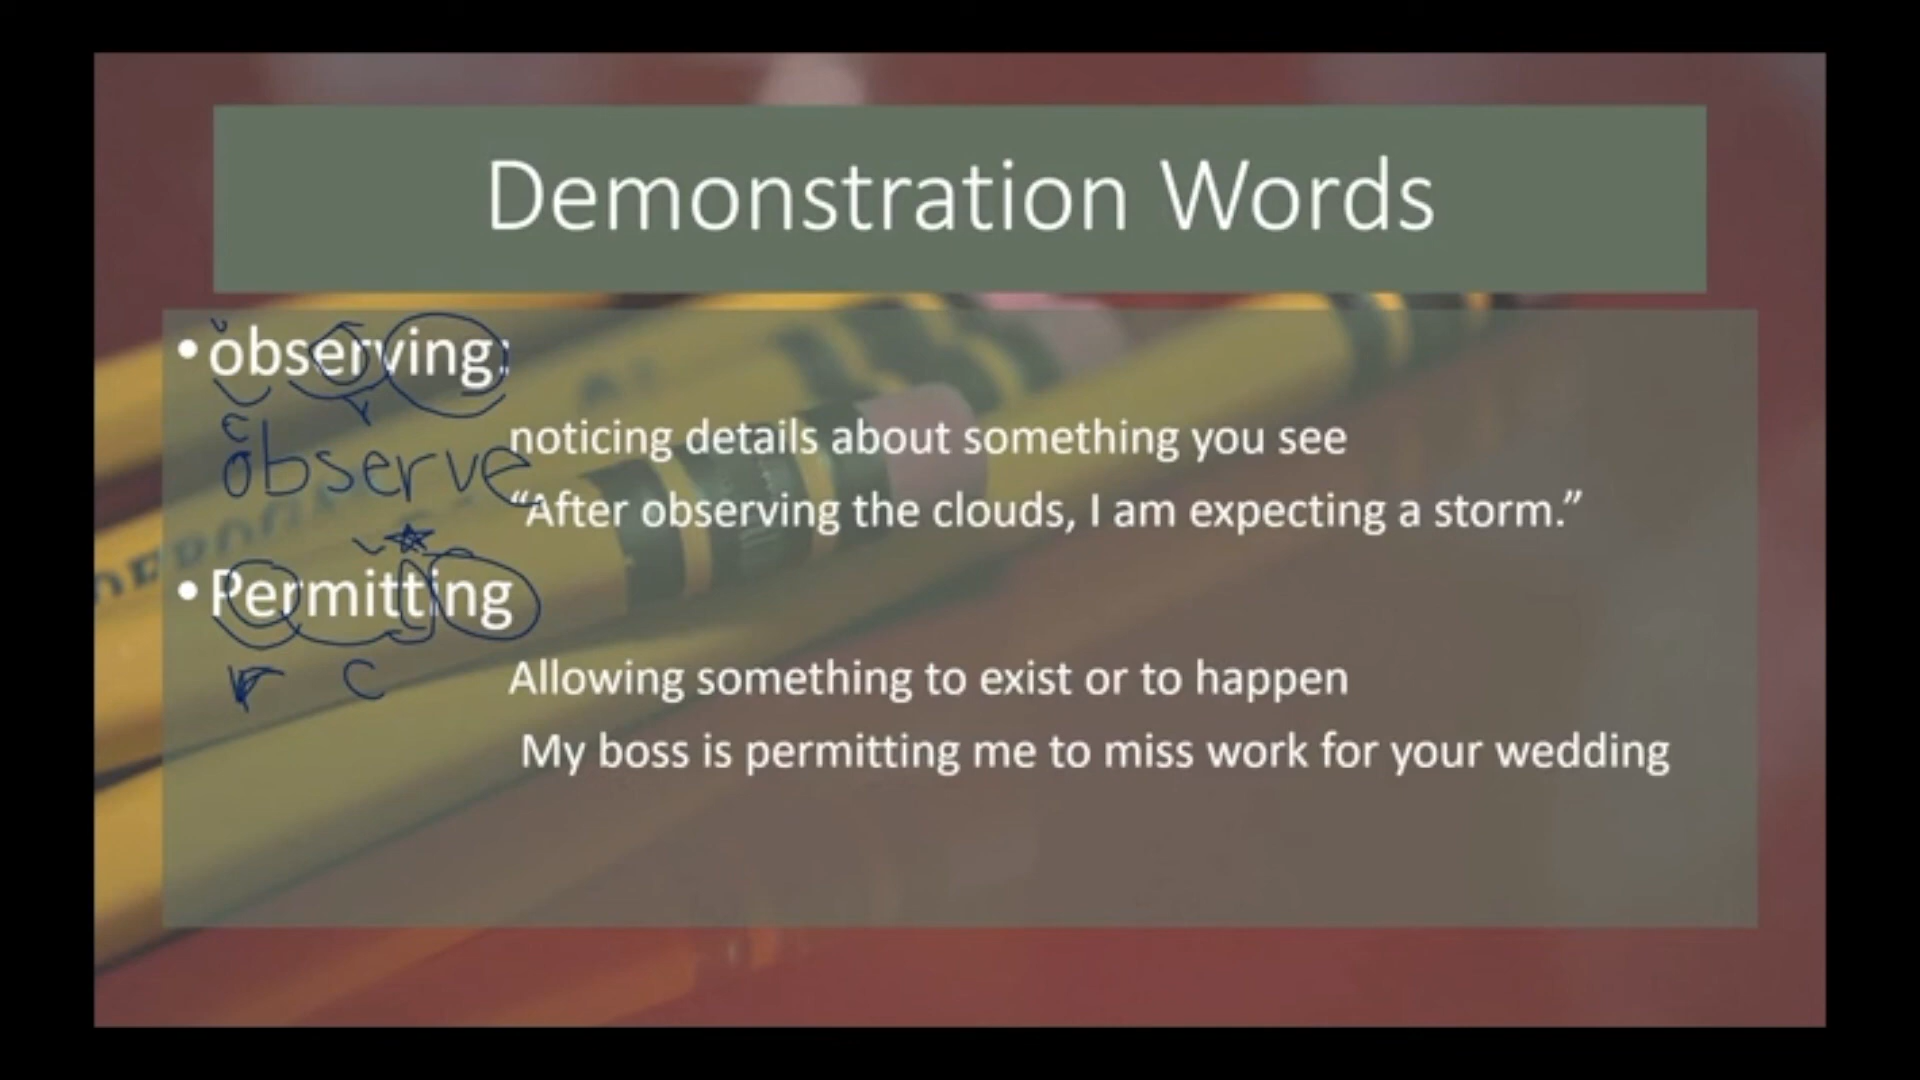 Demonstration Words
•observing:
c
observe
r
noticing details about something you see
“After observing the clouds, I am expecting a storm.”
•Permitting
r c
Allowing something to exist or to happen
My boss is permitting me to miss work for your wedding